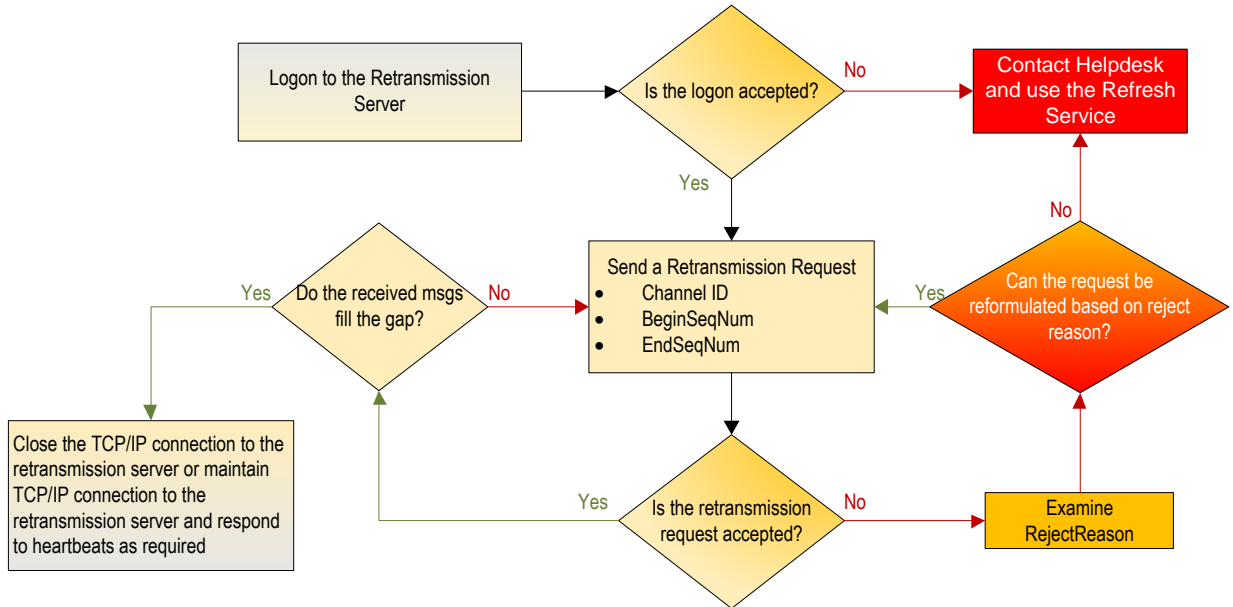 Logon to the Retransmission
Server
Is the logon accepted?
No
Contact Helpdesk
and use the Refresh
Service
Yes
No
Send a Retransmission Request
• Channel ID
• BeginSeqNum
• EndSeqNum
Yes
Do the received msgs
fill the gap?
No
Yes
Can the request be
reformulated based on reject
reason?
Close the TCP/IP connection to the
retransmission server or maintain
TCP/IP connection to the
retransmission server and respond
to heartbeats as required
Yes
Is the retransmission
request accepted?
No
Examine
RejectReason